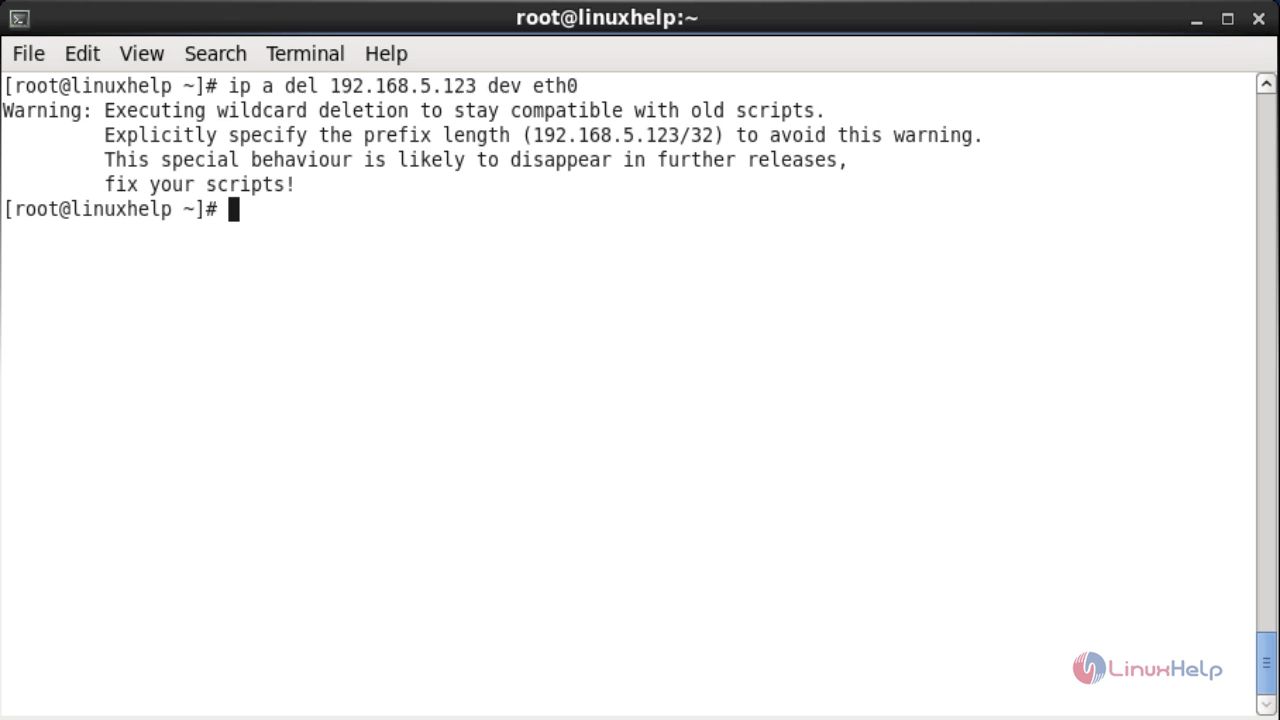 root@linuxhelp:~
File Edit View Search Terminal Help
[root@linuxhelp ~]# ip a del 192.168.5.123 dev eth0
Warning: Executing wildcard deletion to stay compatible with old scripts.
Explicitly specify the prefix length (192.168.5.123/32) to avoid this warning.
This special behaviour is likely to disappear in further releases,
fix your scripts!
[root@linuxhelp ~]#
LinuxHelp